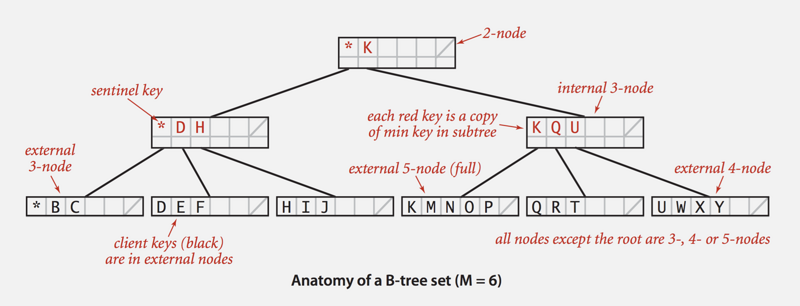 * K
2-node
sentinel key
internal 3-node
* D H
each red key is a copy
of min key in subtree
K Q U
external
3-node
external 5-node (full)
external 4-node
* B C
D E F
H I J
K M N O P
Q R T
U W X Y
client keys (black)
are in external nodes
all nodes except the root are 3-, 4- or 5-nodes
Anatomy of a B-tree set (M = 6)